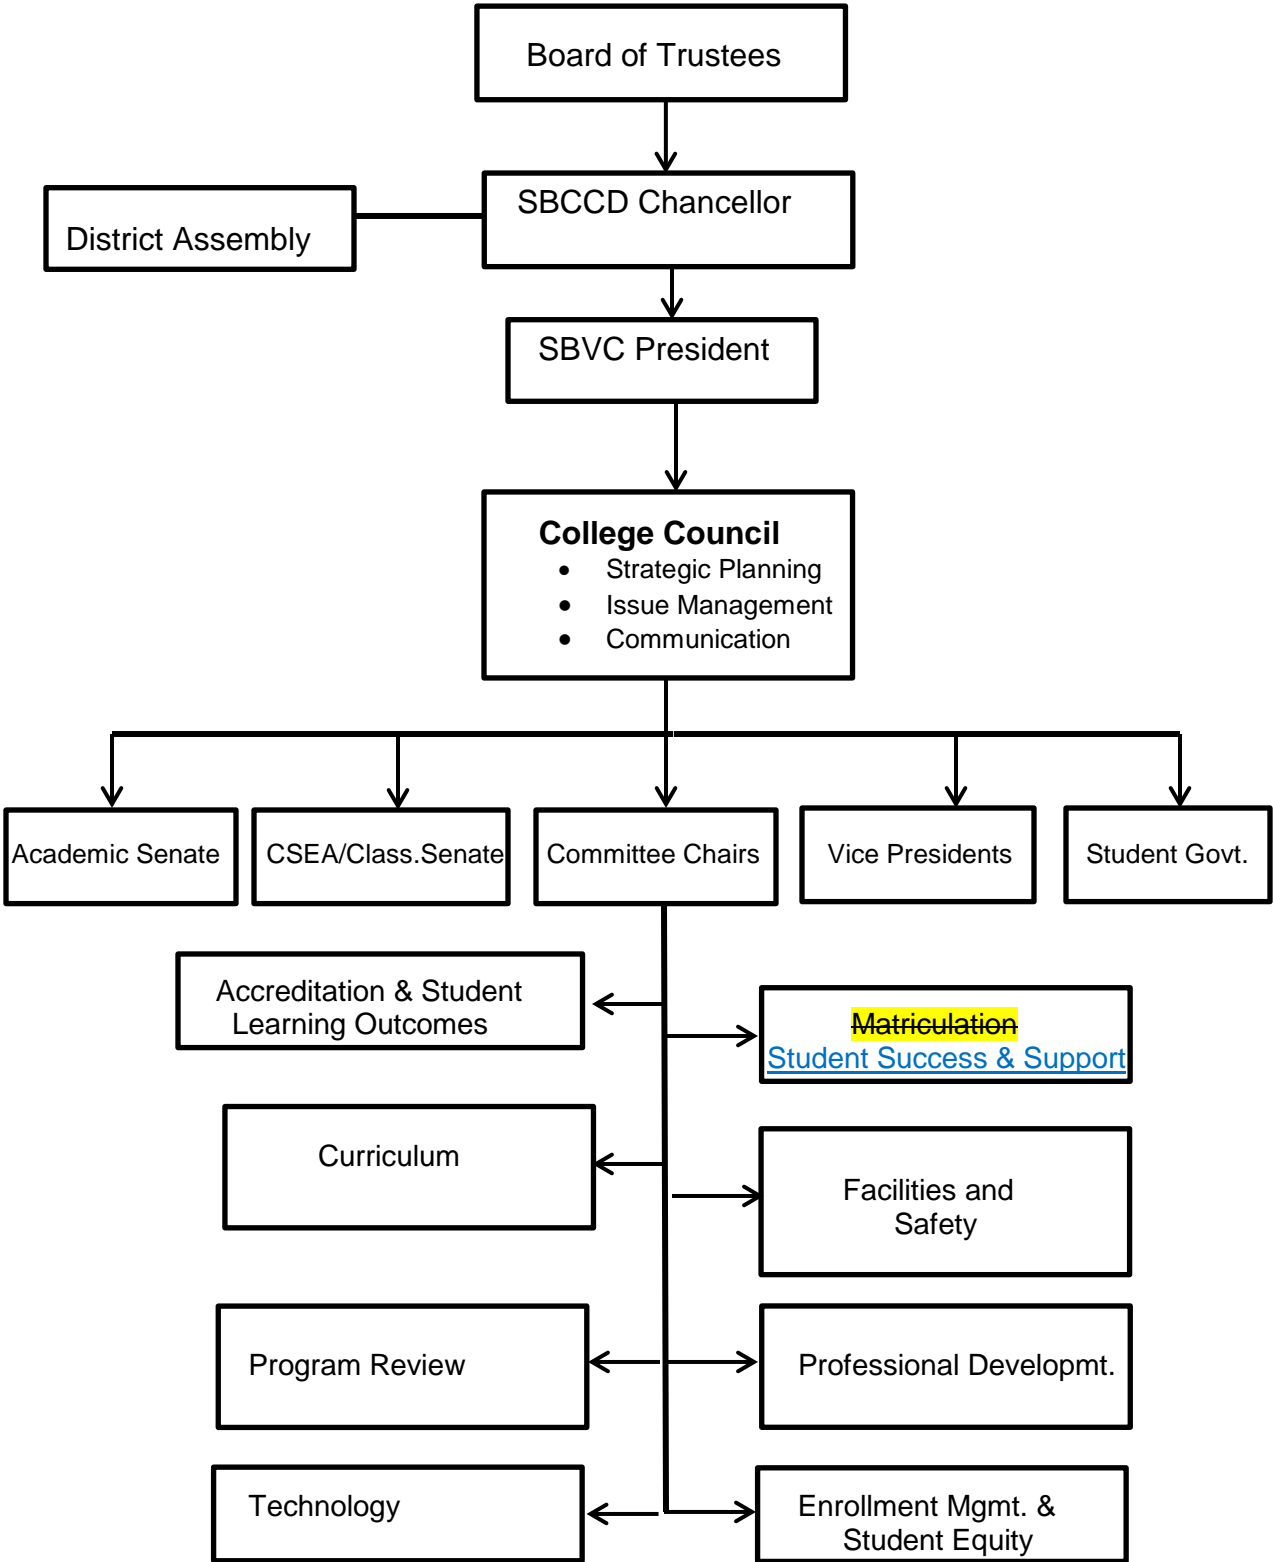 Board of Trustees
SBCCD Chancellor
District Assembly
SBVC President
College Council
• Strategic Planning
• Issue Management
• Communication
Academic Senate
CSEA/Class.Senate
Committee Chairs
Vice Presidents
Student Govt.
Accreditation & Student
Learning Outcomes
Matriculation
Student Success & Support
Curriculum
Facilities and
Safety
Program Review
Professional Developmt.
Technology
Enrollment Mgmt. &
Student Equity